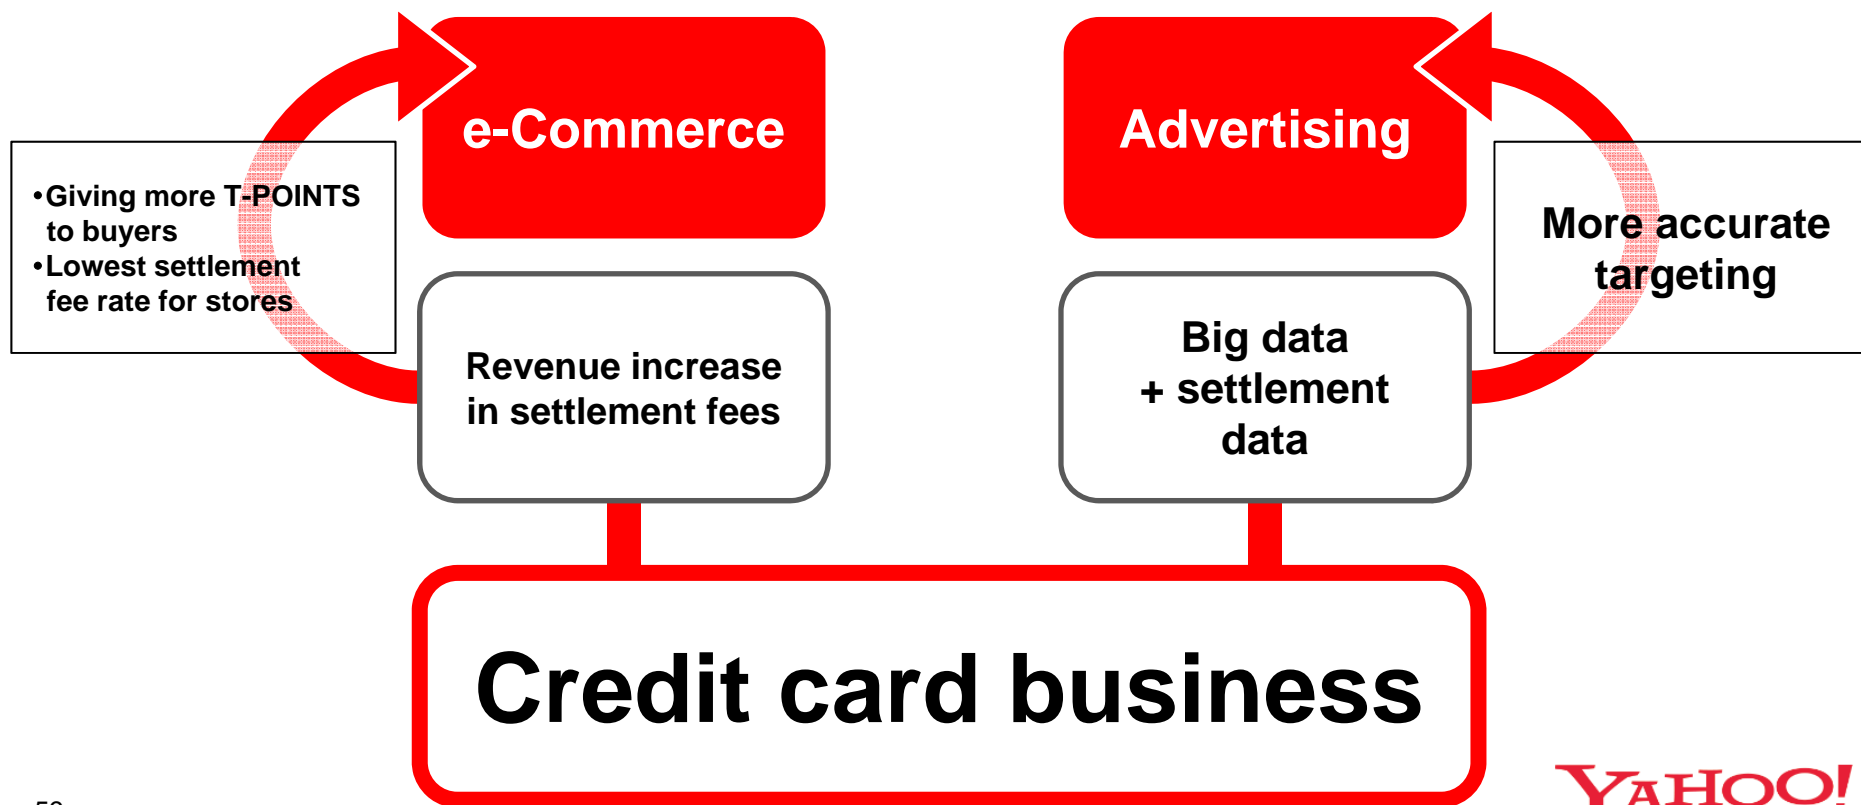 e-Commerce
Advertising
•Giving more T-POINTS
to buyers
•Lowest settlement
fee rate for stores
More accurate
targeting
Revenue increase
in settlement fees
Big data
+ settlement
data
Credit card business
YAHOO!